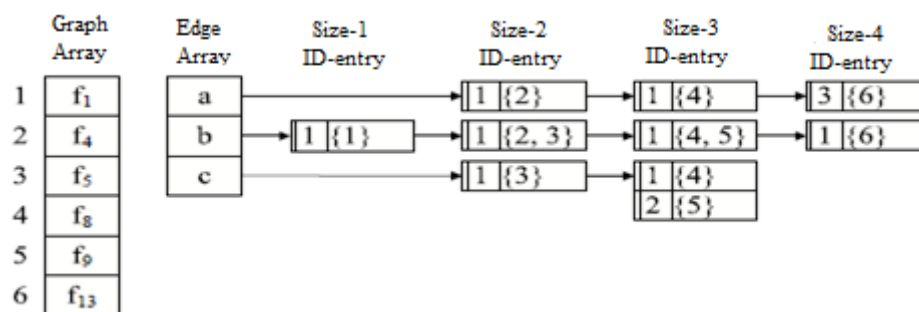 Graph Array
Edge Array
Size-1 ID-entry
Size-2 ID-entry
Size-3 ID-entry
Size-4 ID-entry
1 f₁ a 1 {2} 1 {4} 3 {6}
2 f₄ b 1 {1} 1 {2, 3} 1 {4, 5} 1 {6}
3 f₅ c 1 {3} 1 {4}
4 f₈ 2 {5}
5 f₉
6 f₁₃